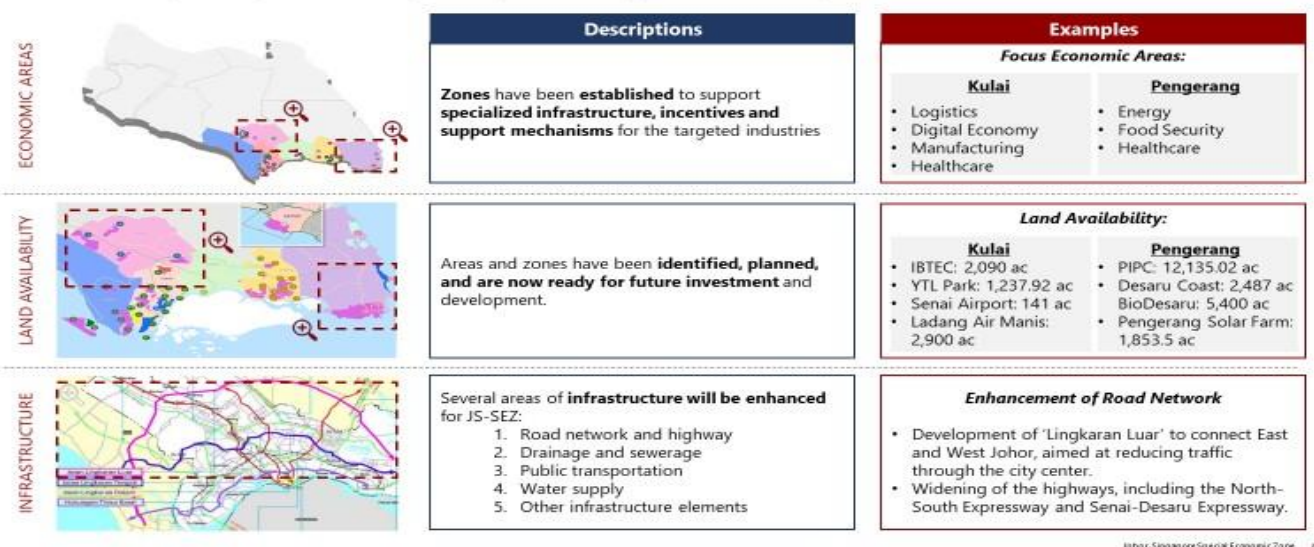 Descriptions
Examples
ECONOMIC AREAS
Zones have been established to support
specialized infrastructure, incentives and
support mechanisms for the targeted industries
Focus Economic Areas:
Kulai
• Logistics
• Digital Economy
• Manufacturing
• Healthcare
Pengerang
• Energy
• Food Security
• Healthcare
LAND AVAILABILITY
Areas and zones have been identified, planned,
and are now ready for future investment and
development.
Land Availability:
Kulai
• IBTEC: 2,090 ac
• YTL Park: 1,237.92 ac
• Senai Airport: 141 ac
• Ladang Air Manis:
2,900 ac
Pengerang
• PIPC: 12,135.02 ac
• Desaru Coast: 2,487 ac
BioDesaru: 5,400 ac
• Pengerang Solar Farm:
1,853.5 ac
INFRASTRUCTURE
Several areas of infrastructure will be enhanced
for JS-SEZ:
1. Road network and highway
2. Drainage and sewerage
3. Public transportation
4. Water supply
5. Other infrastructure elements
Enhancement of Road Network
• Development of ‘Lingkaran Luar’ to connect East
and West Johor, aimed at reducing traffic
through the city center.
• Widening of the highways, including the North-
South Expressway and Senai-Desaru Expressway.
Johor-Singapore Special Economic Zone